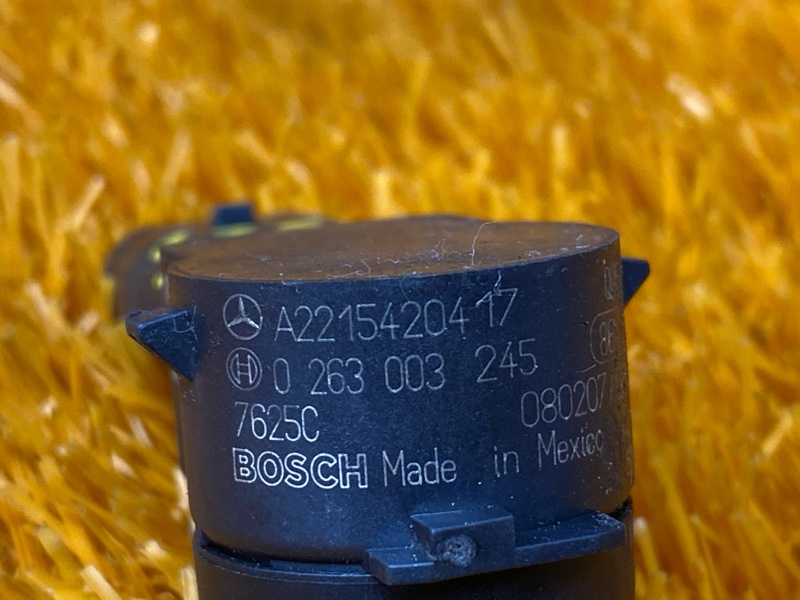 A2215420417
0 263 003 245
7625C 080207
BOSCH Made in Mexico